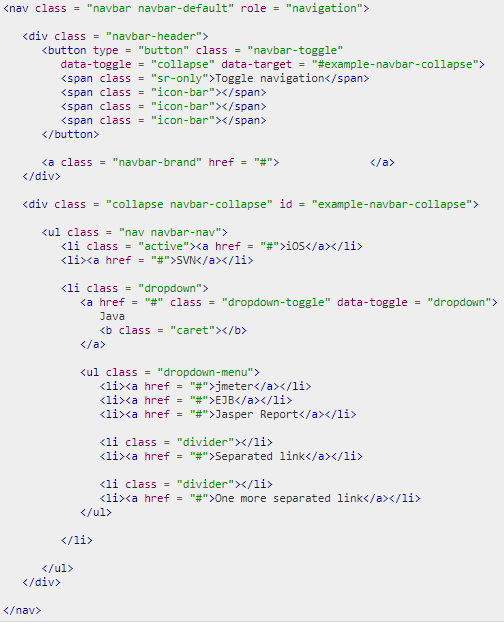 <nav class = "navbar navbar-default" role = "navigation">
<div class = "navbar-header">
<button type = "button" class = "navbar-toggle"
data-toggle = "collapse" data-target = "#example-navbar-collapse">
<span class = "sr-only">Toggle navigation</span>
<span class = "icon-bar"></span>
<span class = "icon-bar"></span>
<span class = "icon-bar"></span>
</button>
<a class = "navbar-brand" href = "#"> </a>
</div>
<div class = "collapse navbar-collapse" id = "example-navbar-collapse">
<ul class = "nav navbar-nav">
<li class = "active"><a href = "#">iOS</a></li>
<li><a href = "#">SVN</a></li>
<li class = "dropdown">
<a href = "#" class = "dropdown-toggle" data-toggle = "dropdown">
Java
<b class = "caret"></b>
</a>
<ul class = "dropdown-menu">
<li><a href = "#">jmeter</a></li>
<li><a href = "#">EJB</a></li>
<li><a href = "#">Jasper Report</a></li>
<li class = "divider"></li>
<li><a href = "#">Separated link</a></li>
<li class = "divider"></li>
<li><a href = "#">One more separated link</a></li>
</ul>
</li>
</ul>
</div>
</nav>